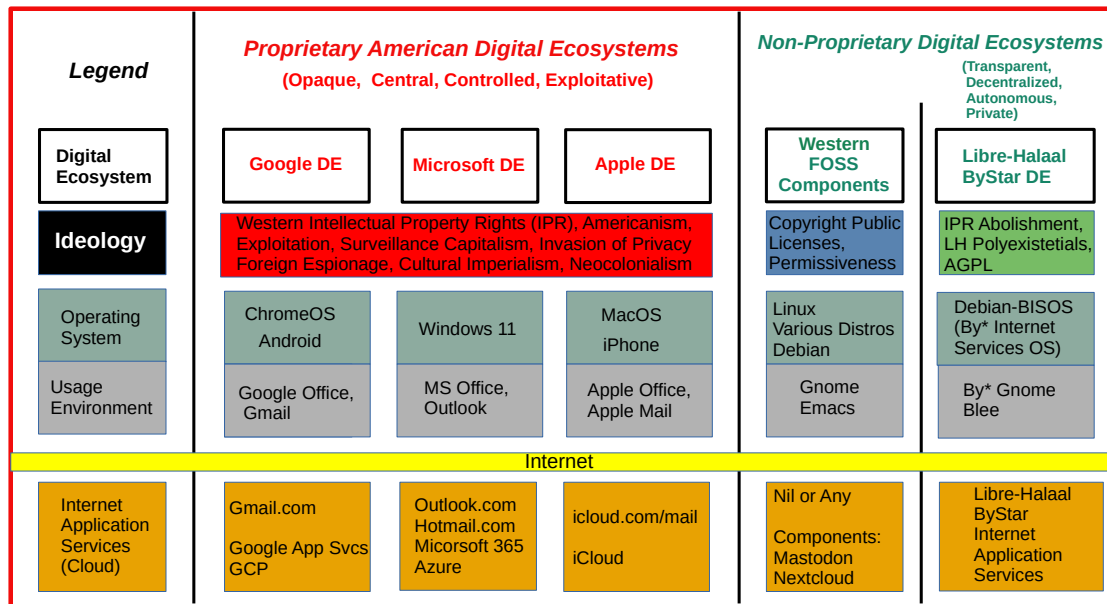 Legend
Proprietary American Digital Ecosystems
(Opaque, Central, Controlled, Exploitative)
Non-Proprietary Digital Ecosystems
(Transparent,
Decentralized,
Autonomous,
Private)
Digital
Ecosystem
Google DE
Microsoft DE
Apple DE
Western
FOSS
Components
Libre-Halaal
ByStar DE
Ideology
Western Intellectual Property Rights (IPR), Americanism,
Exploitation, Surveillance Capitalism, Invasion of Privacy
Foreign Espionage, Cultural Imperialism, Neocolonialism
Copyright Public
Licenses,
Permissiveness
IPR Abolishment,
LH Polyexistetials,
AGPL
Operating
System
ChromeOS
Android
Windows 11
MacOS
iPhone
Linux
Various Distros
Debian
Debian-BISOS
(By* Internet
Services OS)
Usage
Environment
Google Office,
Gmail
MS Office,
Outlook
Apple Office,
Apple Mail
Gnome
Emacs
By* Gnome
Blee
Internet
Internet
Application
Services
(Cloud)
Gmail.com
Google App Svcs
GCP
Outlook.com
Hotmail.com
Micorsoft 365
Azure
icloud.com/mail
iCloud
Nil or Any
Components:
Mastodon
Nextcloud
Libre-Halaal
ByStar
Internet
Application
Services